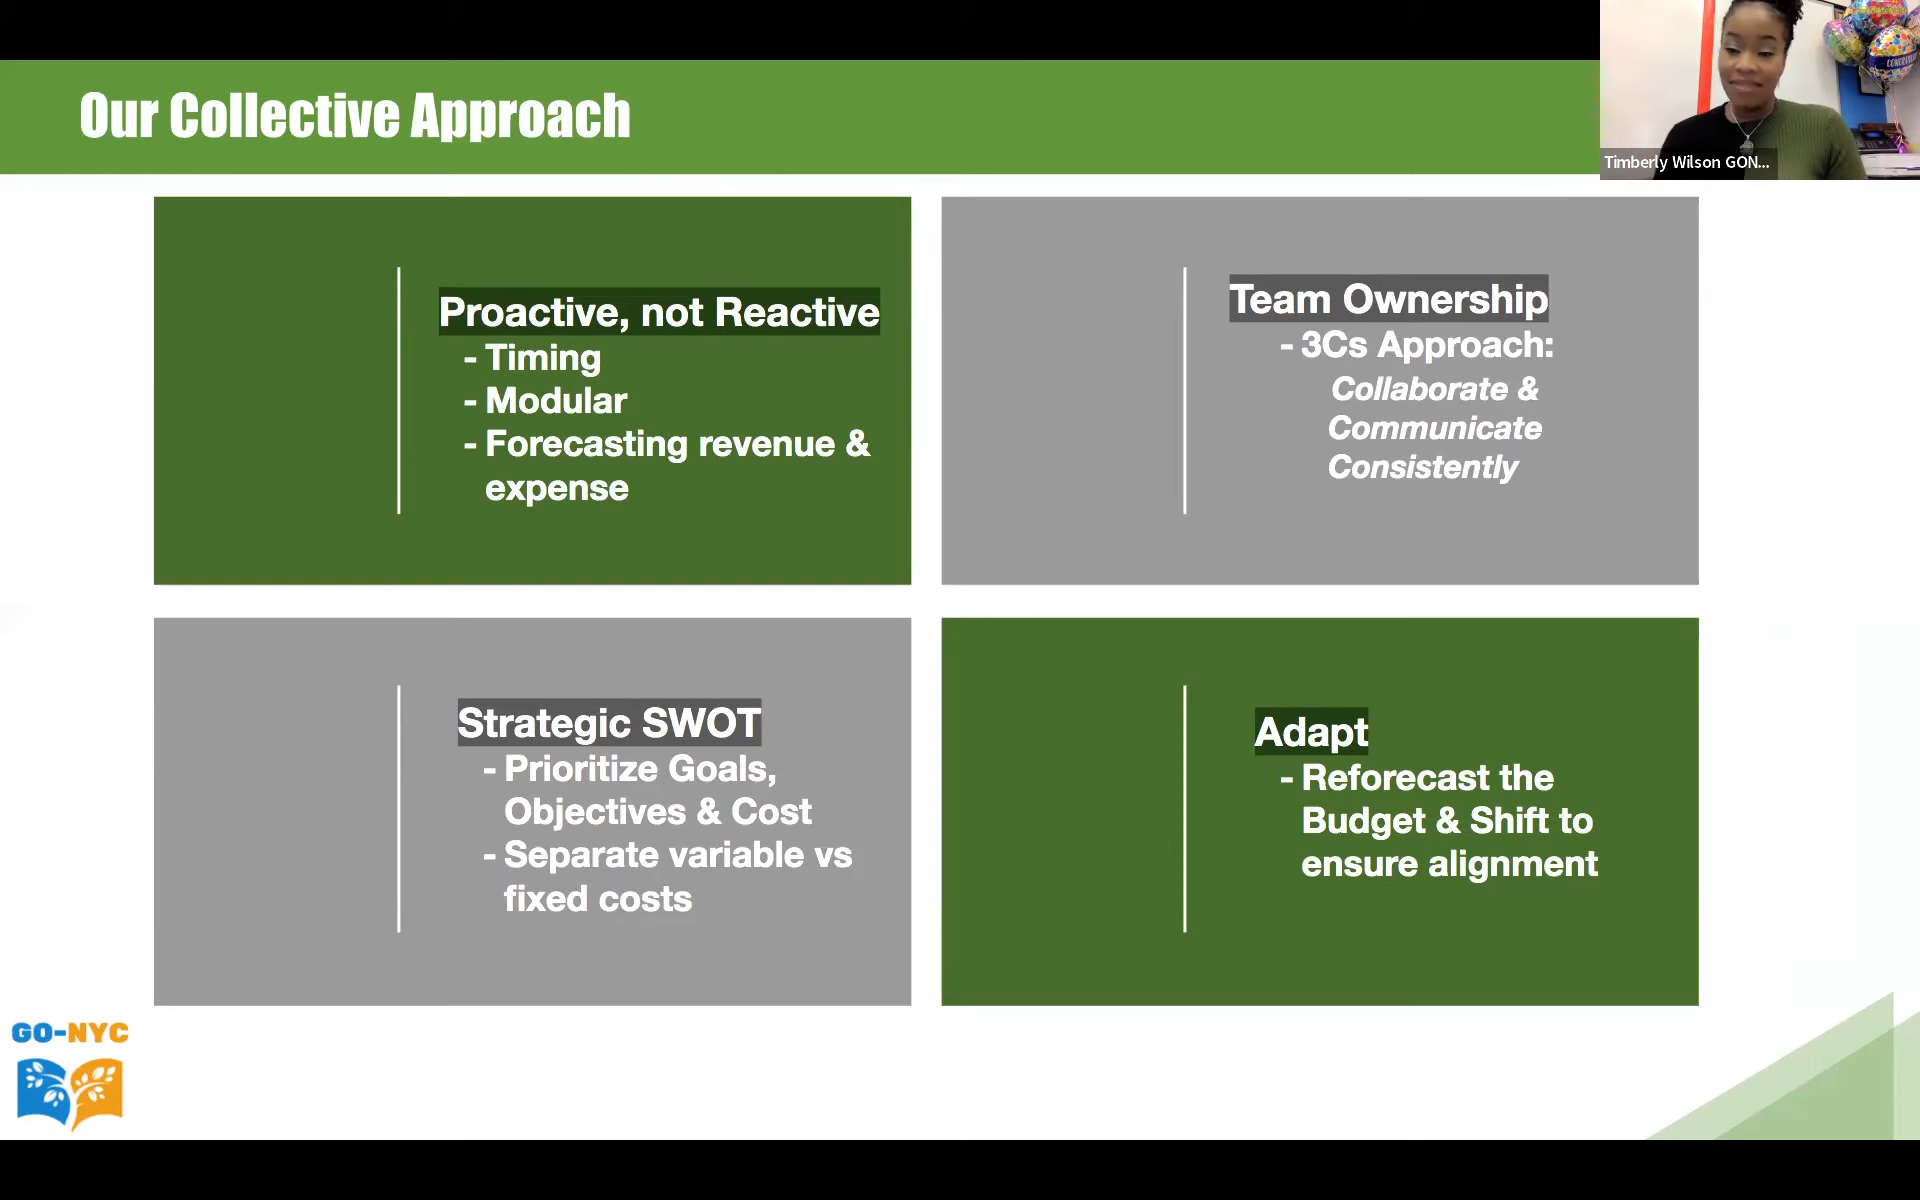 Our Collective Approach
Timberly Wilson GON...
Proactive, not Reactive
- Timing
- Modular
- Forecasting revenue &
expense
Team Ownership
- 3Cs Approach:
Collaborate &
Communicate
Consistently
Strategic SWOT
- Prioritize Goals,
Objectives & Cost
- Separate variable vs
fixed costs
Adapt
- Reforecast the
Budget & Shift to
ensure alignment
GO-NYC